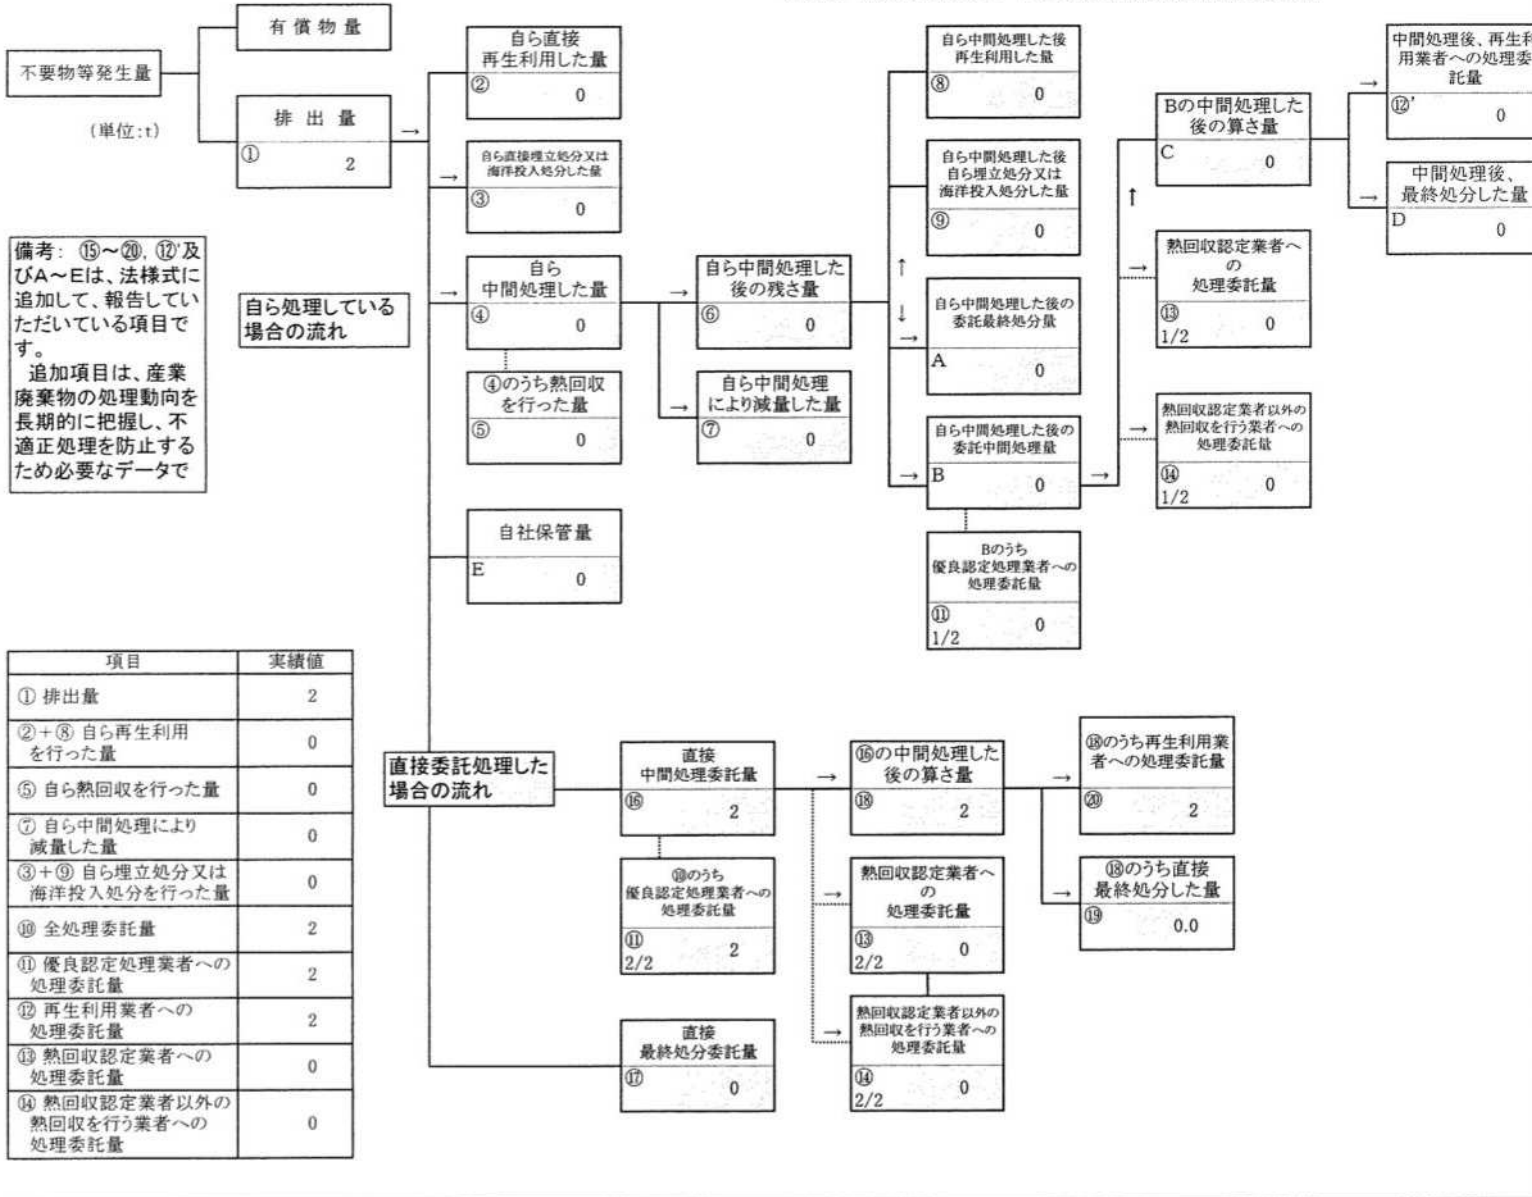 有償物量
不要物等発生量
(単位:t)
排 出 量
①
2
→
備考： ⑮～⑳, ⑫'及
びA～Eは、法様式に
追加して、報告してい
ただいている項目で
す。
追加項目は、産業
廃棄物の処理動向を
長期的に把握し、不
適正処理を防止する
ため必要なデータで
自ら処理している
場合の流れ
自ら直接
再生利用した量
②
0
→
自ら直接埋立処分又は
海洋投入処分した量
③
0
→
自ら
中間処理した量
④
0
④のうち熱回収
を行った量
⑤
0
自社保管量
E
0
→
自ら中間処理した
後の残さ量
⑥
0
→
自ら中間処理
により減量した量
⑦
0
自ら中間処理した後
再生利用した量
⑧
0
自ら中間処理した後
自ら埋立処分又は
海洋投入処分した量
⑨
0
↑
↓
→
自ら中間処理した後の
委託最終処分量
A
0
→
自ら中間処理した後の
委託中間処理量
B
0
→
Bのうち
優良認定処理業者への
処理委託量
⑪
1/2
0
Bの中間処理した
後の算さ量
C
0
↑
→
熱回収認定業者へ
の
処理委託量
⑬
1/2
0
→
熱回収認定業者以外の
熱回収を行う業者への
処理委託量
⑭
1/2
0
→
中間処理後、再生利
用業者への処理委
託量
⑫'
0
→
中間処理後、
最終処分した量
D
0
項目 実績値
① 排出量 2
②＋⑧ 自ら再生利用
を行った量 0
⑤ 自ら熱回収を行った量 0
⑦ 自ら中間処理により
減量した量 0
③＋⑨ 自ら埋立処分又は
海洋投入処分を行った量 0
⑩ 全処理委託量 2
⑪ 優良認定処理業者への
処理委託量 2
⑫ 再生利用業者への
処理委託量 2
⑬ 熱回収認定業者への
処理委託量 0
⑭ 熱回収認定業者以外の
熱回収を行う業者への
処理委託量 0
直接委託処理した
場合の流れ
直接
中間処理委託量
⑯
2
→
⑩のうち
優良認定処理業者への
処理委託量
⑪
2/2
2
直接
最終処分委託量
⑰
0
⑯の中間処理した
後の算さ量
⑱
2
→
→
熱回収認定業者へ
の
処理委託量
⑬
2/2
0
→
熱回収認定業者以外の
熱回収を行う業者への
処理委託量
⑭
2/2
0
⑱のうち再生利用業
者への処理委託量
⑳
2
→
⑱のうち直接
最終処分した量
⑲
0.0